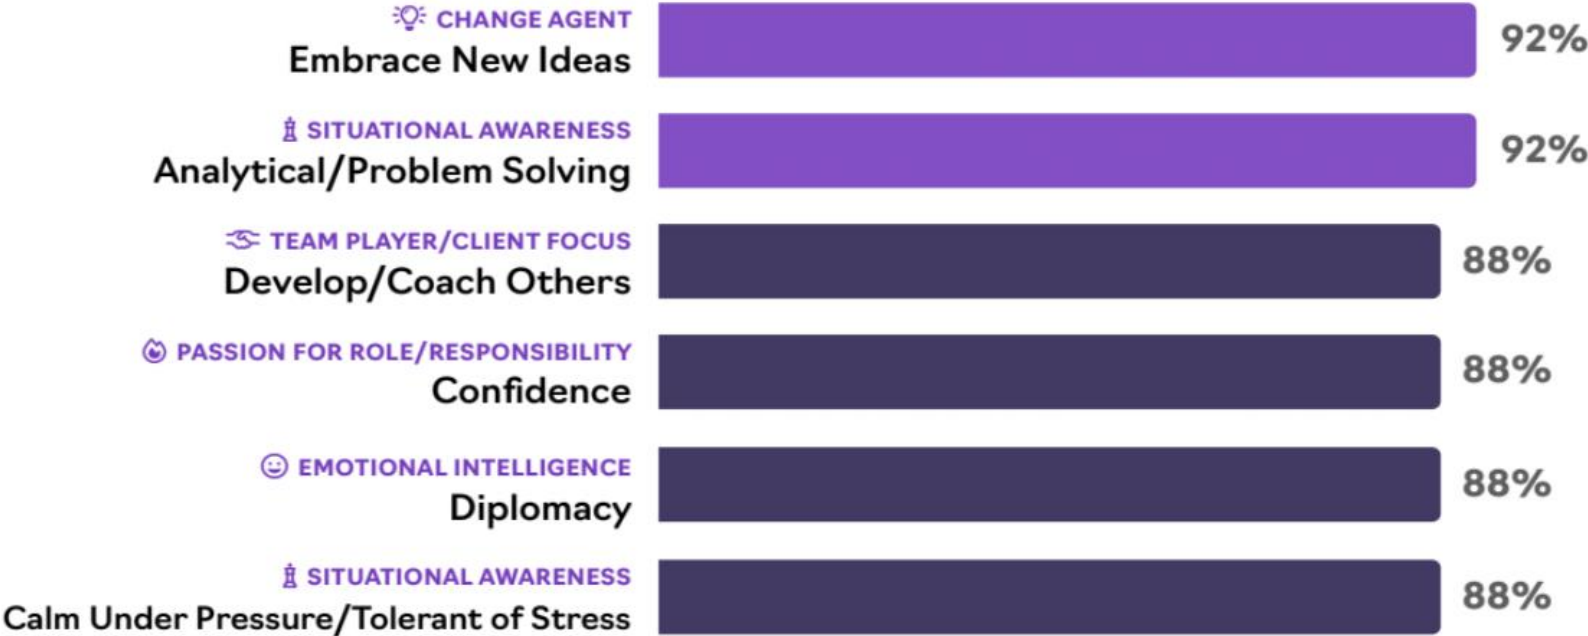 CHANGE AGENT
Embrace New Ideas
92%
SITUATIONAL AWARENESS
Analytical/Problem Solving
92%
TEAM PLAYER/CLIENT FOCUS
Develop/Coach Others
88%
PASSION FOR ROLE/RESPONSIBILITY
Confidence
88%
EMOTIONAL INTELLIGENCE
Diplomacy
88%
SITUATIONAL AWARENESS
Calm Under Pressure/Tolerant of Stress
88%